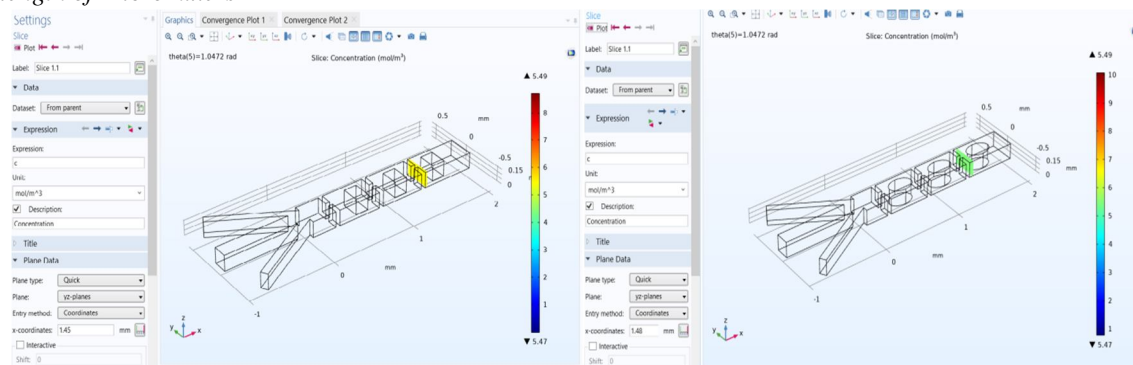 Settings
Slice
Plot
Label: Slice 1.1
Data
Dataset: From parent
Expression
Expression:
c
Unit:
mol/m^3
Description:
Concentration
Title
Plane Data
Plane type: Quick
Plane: yz-planes
Entry method: Coordinates
x-coordinates: 1.45 mm
Interactive
Shift: 0
Graphics Convergence Plot 1 Convergence Plot 2
theta(5)=1.0472 rad Slice: Concentration (mol/m³)
▲ 5.49
8
7
6
5
4
3
2
1
▼ 5.47
0.5 mm
0
-0.5
0.15 mm
0
2
1
mm
0
-1
z
y x
Slice
Plot
Label: Slice 1.1
Data
Dataset: From parent
Expression
Expression:
c
Unit:
mol/m^3
Description:
Concentration
Title
Plane Data
Plane type: Quick
Plane: yz-planes
Entry method: Coordinates
x-coordinates: 1.48 mm
Interactive
Shift: 0
theta(5)=1.0472 rad Slice: Concentration (mol/m³)
▲ 5.49
10
9
8
7
6
5
4
3
2
1
▼ 5.47
0.5 mm
0
-0.5
0.15 mm
0
2
1
mm
0
-1
z
y x